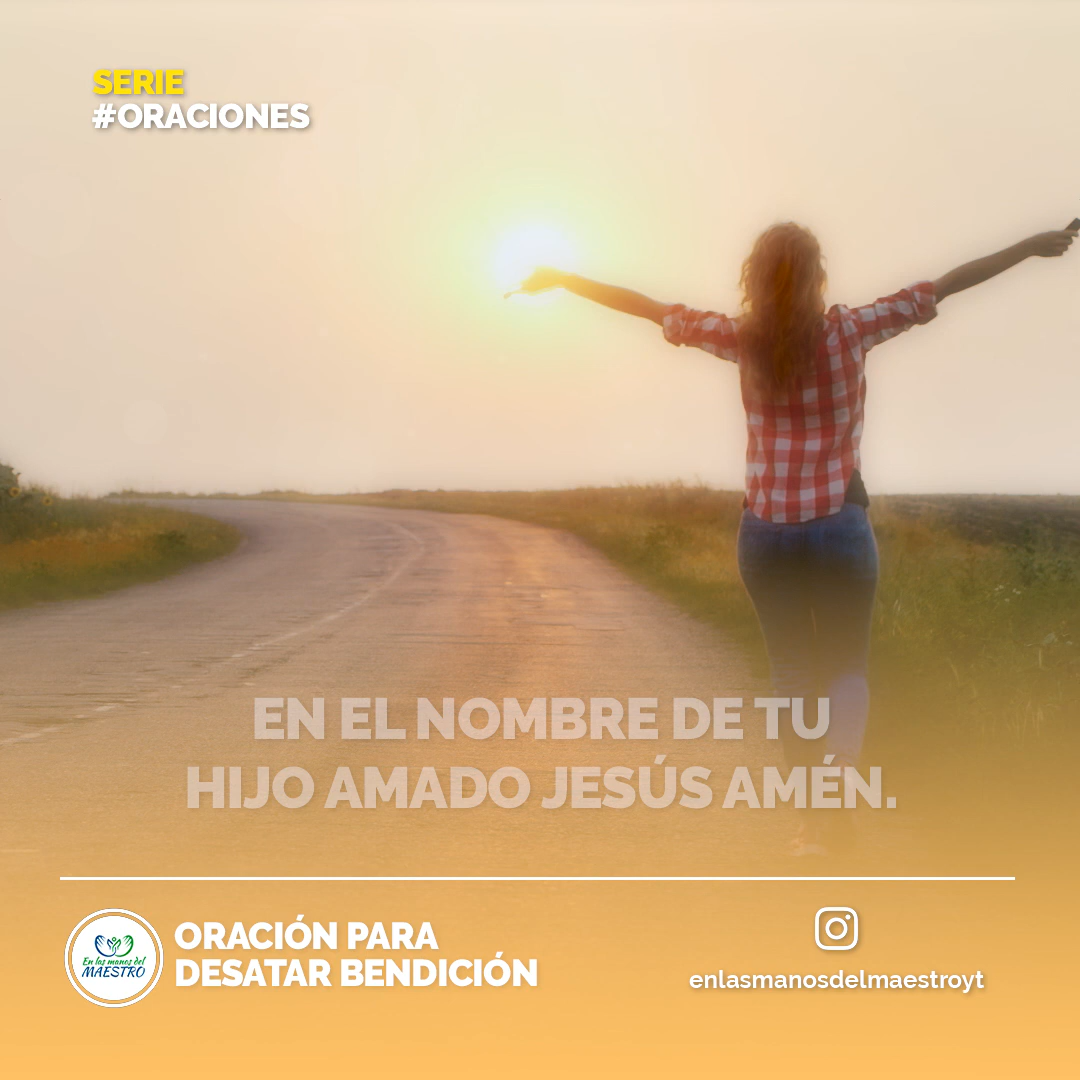 SERIE
#ORACIONES
EN EL NOMBRE DE TU
HIJO AMADO JESÚS AMÉN.
En las manos del
MAESTRO
ORACIÓN PARA
DESATAR BENDICIÓN
enlasmanosdelmaestroyt